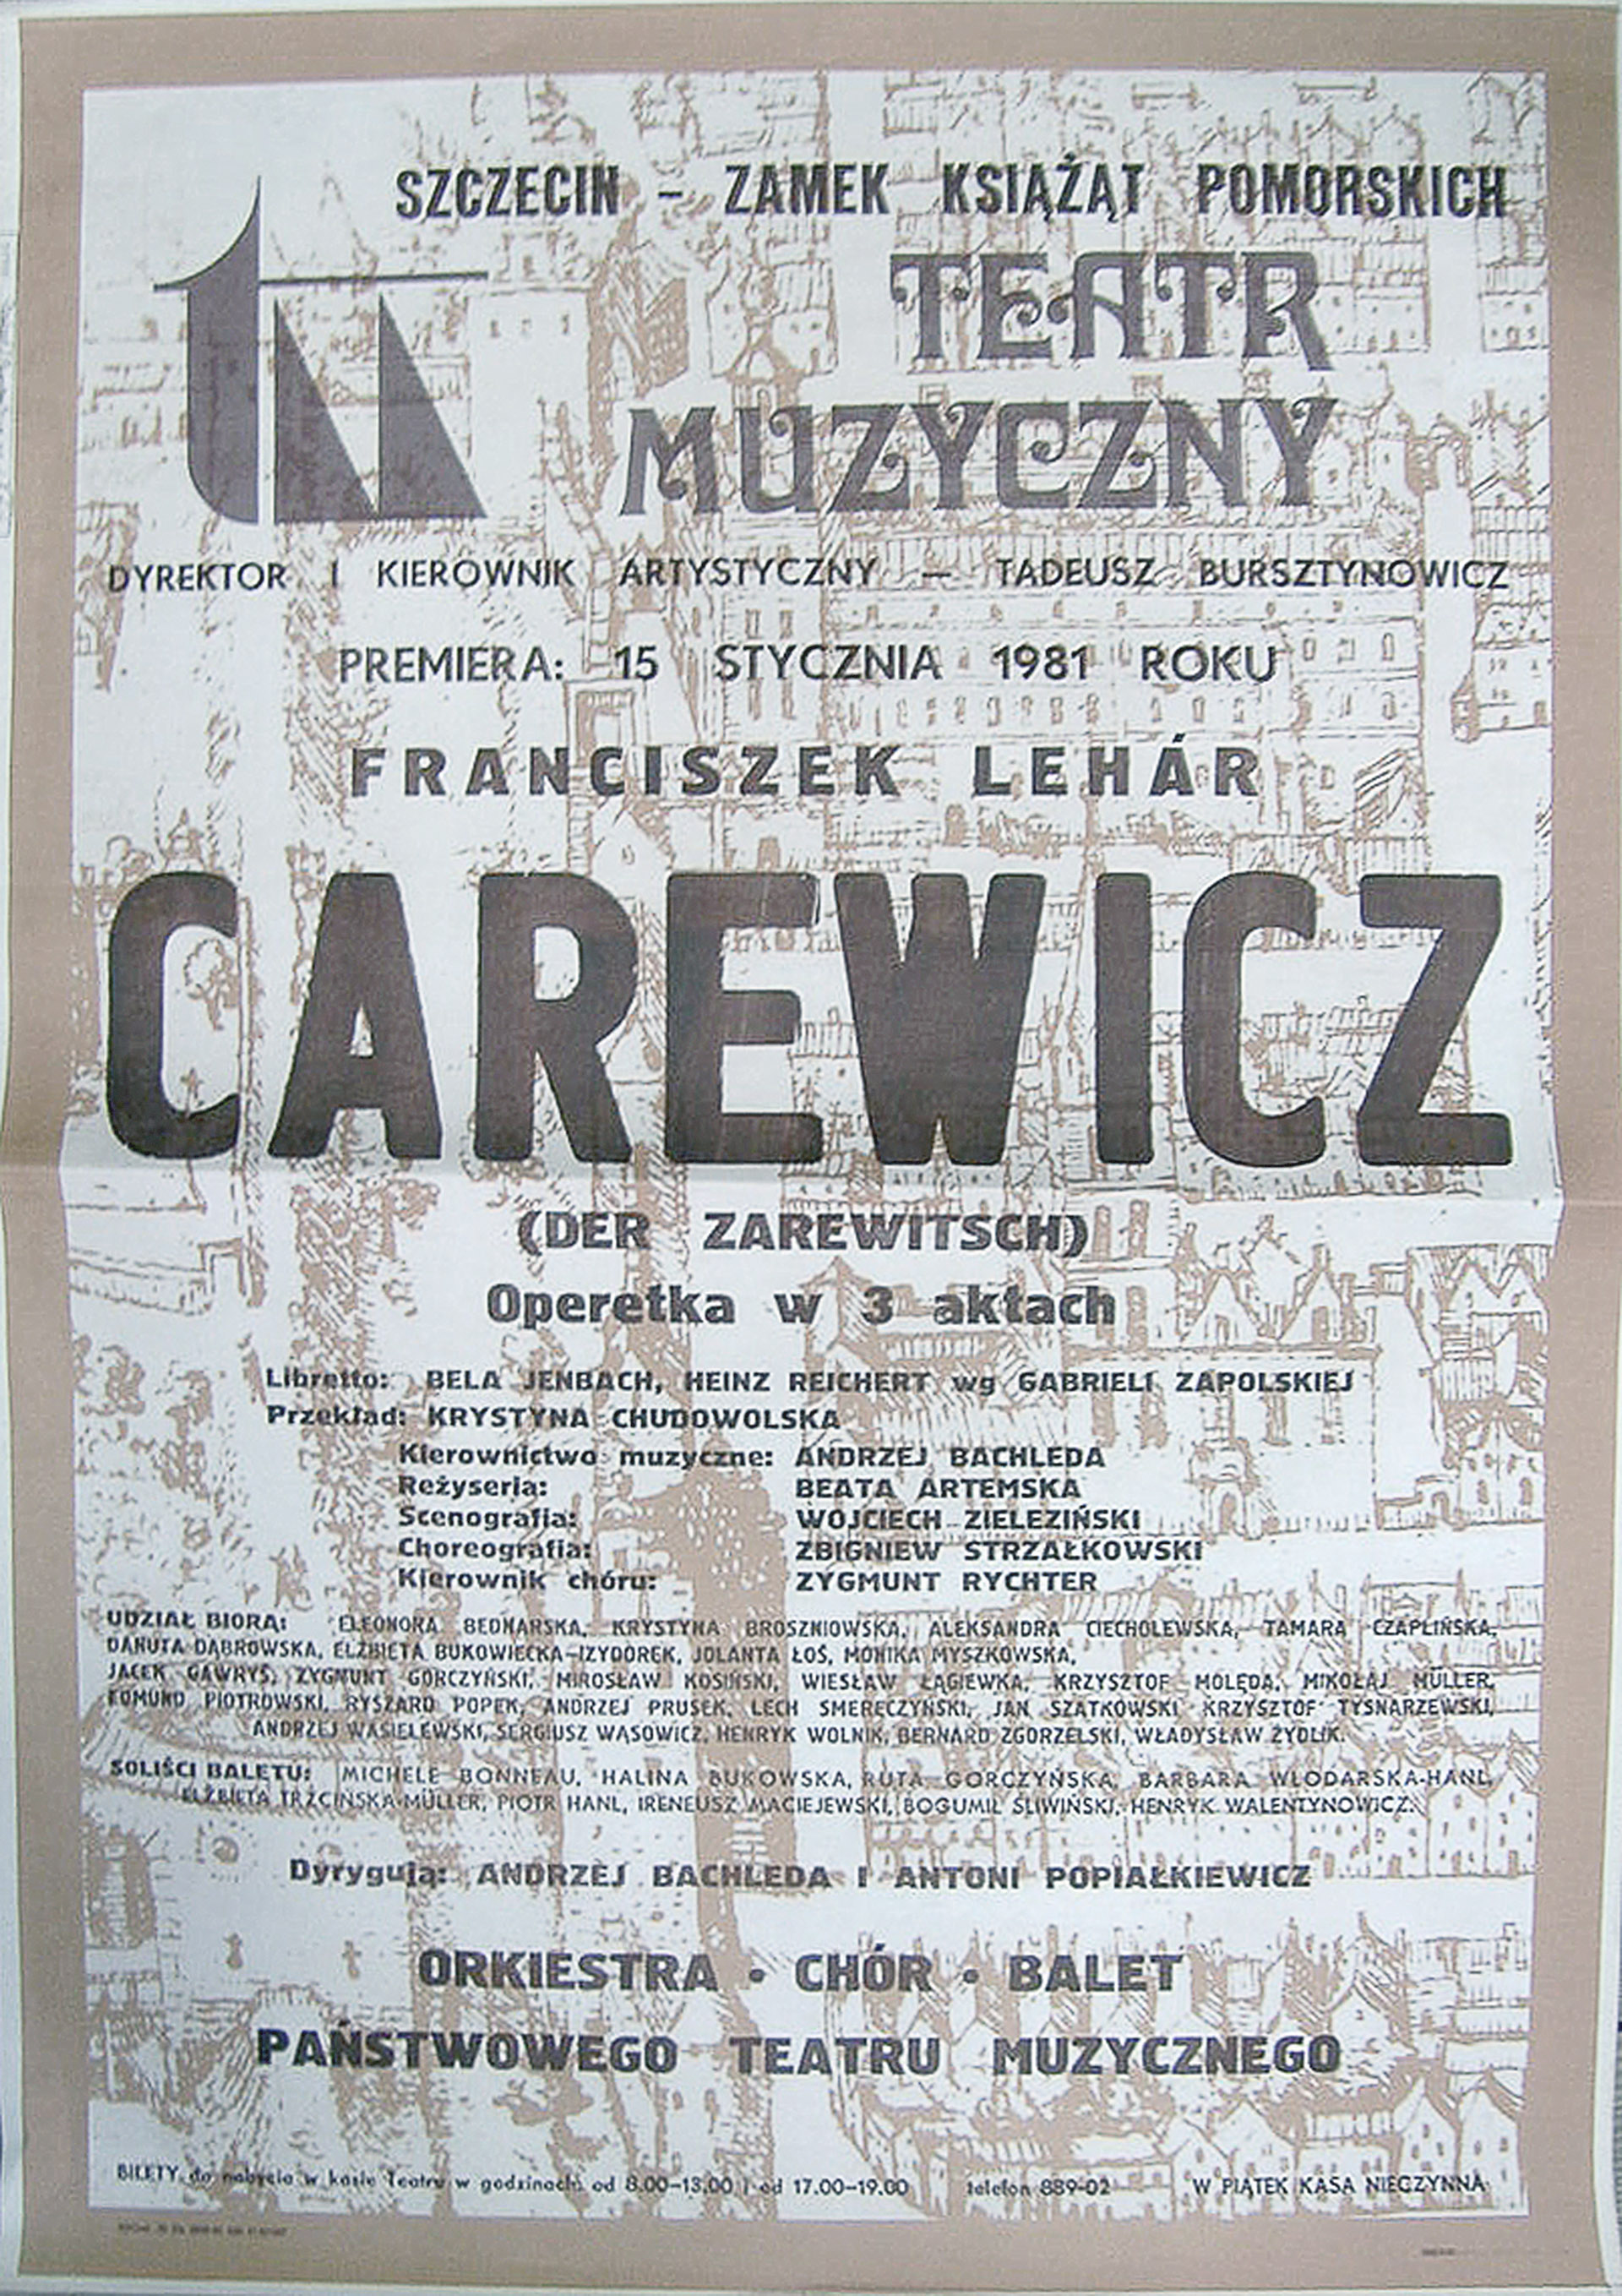 SZCZECIN – ZAMEK KSIĄŻĄT POMORSKICH
tm TEATR
MUZYCZNY
DYREKTOR I KIEROWNIK ARTYSTYCZNY — TADEUSZ BURSZTYNOWICZ
PREMIERA: 15 STYCZNIA 1981 ROKU
FRANCISZEK LEHÁR
CAREWICZ
(DER ZAREWITSCH)
Operetka w 3 aktach
Libretto: BELA JENBACH, HEINZ REICHERT wg GABRIELI ZAPOLSKIEJ
Przekład: KRYSTYNA CHUDOWOLSKA
Kierownictwo muzyczne: ANDRZEJ BACHLEDA
Reżyseria: BEATA ARTEMSKA
Scenografia: WOJCIECH ZIELEZIŃSKI
Choreografia: ZBIGNIEW STRZAŁKOWSKI
Kierownik chóru: ZYGMUNT RYCHTER
UDZIAŁ BIORĄ: ELEONORA BEDNARSKA, KRYSTYNA BROSZNIOWSKA, ALEKSANDRA CIECHOLEWSKA, TAMARA CZAPLIŃSKA,
DANUTA DĄBROWSKA, ELŻBIETA BUKOWIECKA-IZYDOREK, JOLANTA ŁOŚ, MONIKA MYSZKOWSKA,
JACEK GAWRYŚ, ZYGMUNT GORCZYŃSKI, MIROSŁAW KOSIŃSKI, WIESŁAW ŁĄGIEWKA, KRZYSZTOF MOLĘDA, MIKOŁAJ MÜLLER,
EDMUND PIOTROWSKI, RYSZARD POPEK, ANDRZEJ PRUSEK, LECH SMERECZYŃSKI, JAN SZATKOWSKI KRZYSZTOF TYSNARZEWSKI,
ANDRZEJ WASIELEWSKI, SERGIUSZ WĄSOWICZ, HENRYK WOLNIK, BERNARD ZGORZELSKI, WŁADYSŁAW ŻYDLIK.
SOLIŚCI BALETU: MICHELE BONNEAU, HALINA BUKOWSKA, RUTA GORCZYŃSKA, BARBARA WŁODARSKA-HANL,
ELŻBIETA TRZCIŃSKA-MÜLLER, PIOTR HANL, IRENEUSZ MACIEJEWSKI, BOGUMIŁ ŚLIWIŃSKI, HENRYK WALENTYNOWICZ.
Dyrygują: ANDRZEJ BACHLEDA I ANTONI POPIAŁKIEWICZ
ORKIESTRA • CHÓR • BALET
PAŃSTWOWEGO TEATRU MUZYCZNEGO
BILETY do nabycia w kasie Teatru w godzinach od 8.00–13.00 i od 17.00–19.00 telefon 889-02 W PIĄTEK KASA NIECZYNNA